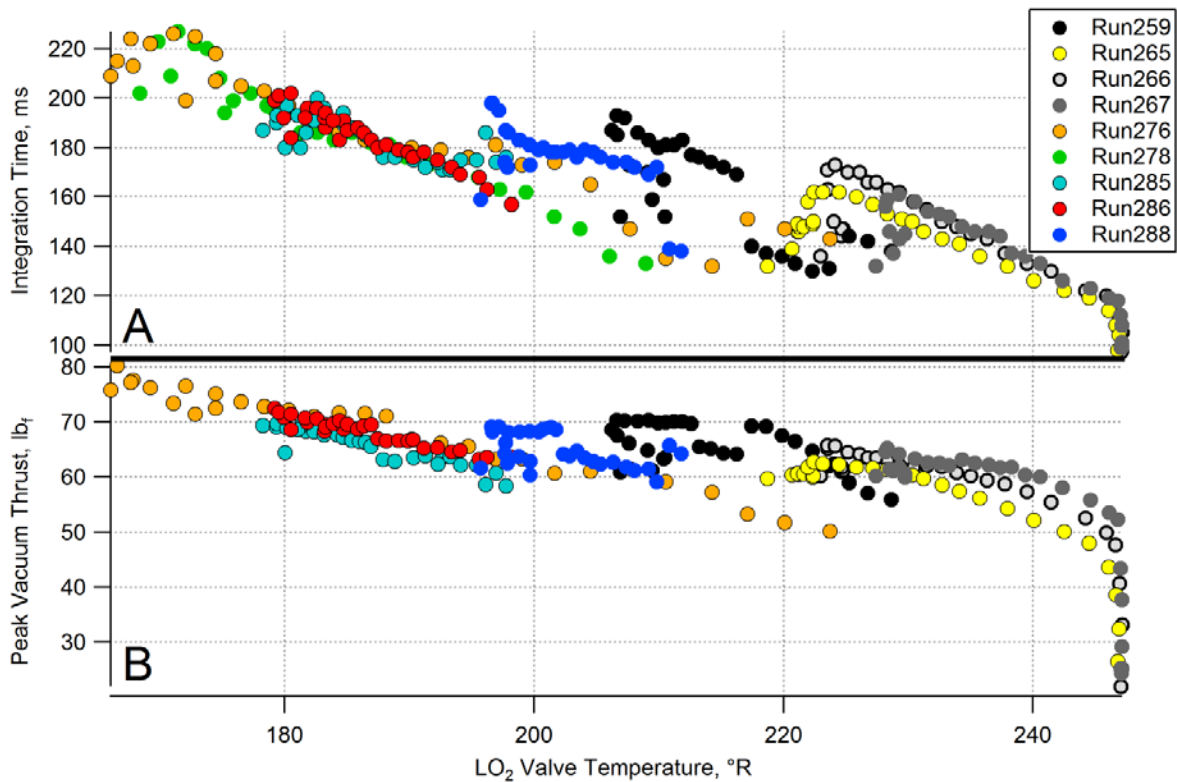 220
200
180
160
140
120
100
Integration Time, ms
A
Run259
Run265
Run266
Run267
Run276
Run278
Run285
Run286
Run288
80
70
60
50
40
30
Peak Vacuum Thrust, lbf
B
180
200
220
240
LO2 Valve Temperature, °R